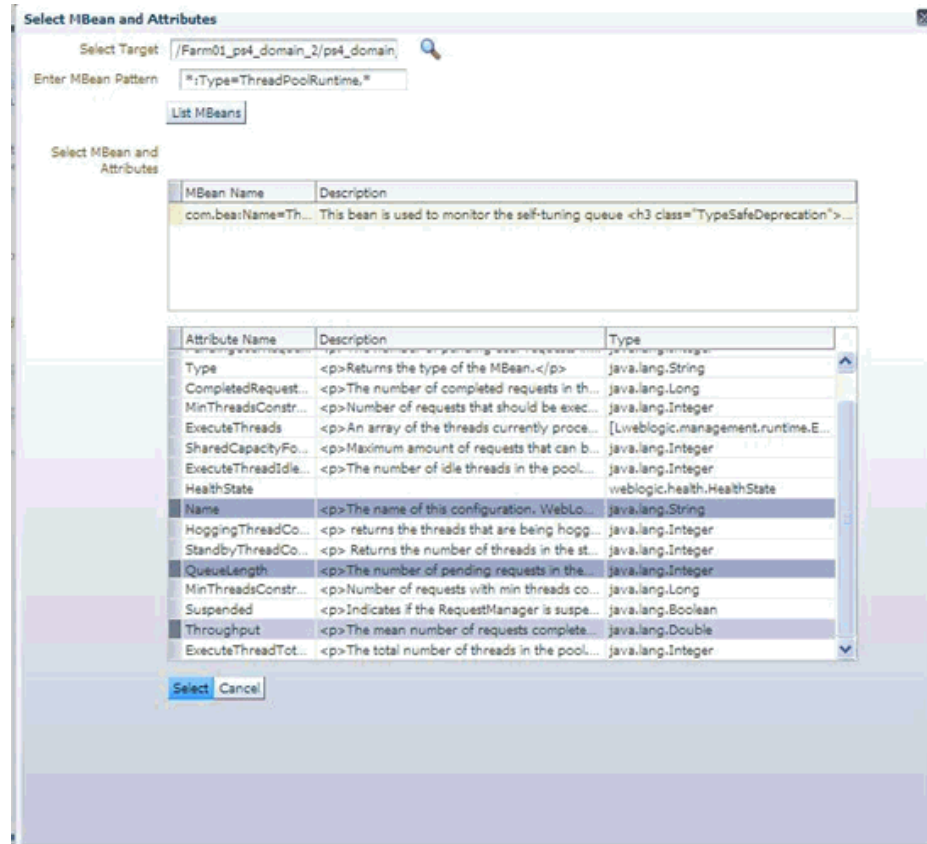 Select MBean and Attributes
Select Target /Farm01_ps4_domain_2/ps4_domain,
Enter MBean Pattern *:Type=ThreadPoolRuntime,*
List MBeans
Select MBean and
Attributes
MBean Name Description
com.bea:Name=Th... This bean is used to monitor the self-tuning queue <h3 class="TypeSafeDeprecation">...
Attribute Name Description Type
Type <p>Returns the type of the MBean.</p> java.lang.String
CompletedRequest... <p>The number of completed requests in th... java.lang.Long
MinThreadsConstr... <p>Number of requests that should be exec... java.lang.Integer
ExecuteThreads <p>An array of the threads currently proce... [Lweblogic.management.runtime.E...
SharedCapacityFo... <p>Maximum amount of requests that can b... java.lang.Integer
ExecuteThreadIdle... <p>The number of idle threads in the pool.... java.lang.Integer
HealthState weblogic.health.HealthState
Name <p>The name of this configuration. WebLo... java.lang.String
HoggingThreadCo... <p> returns the threads that are being hogg... java.lang.Integer
StandbyThreadCo... <p> Returns the number of threads in the st... java.lang.Integer
QueueLength <p>The number of pending requests in the... java.lang.Integer
MinThreadsConstr... <p>Number of requests with min threads co... java.lang.Long
Suspended <p>Indicates if the RequestManager is suspe... java.lang.Boolean
Throughput <p>The mean number of requests complete... java.lang.Double
ExecuteThreadTot... <p>The total number of threads in the pool.... java.lang.Integer
Select Cancel